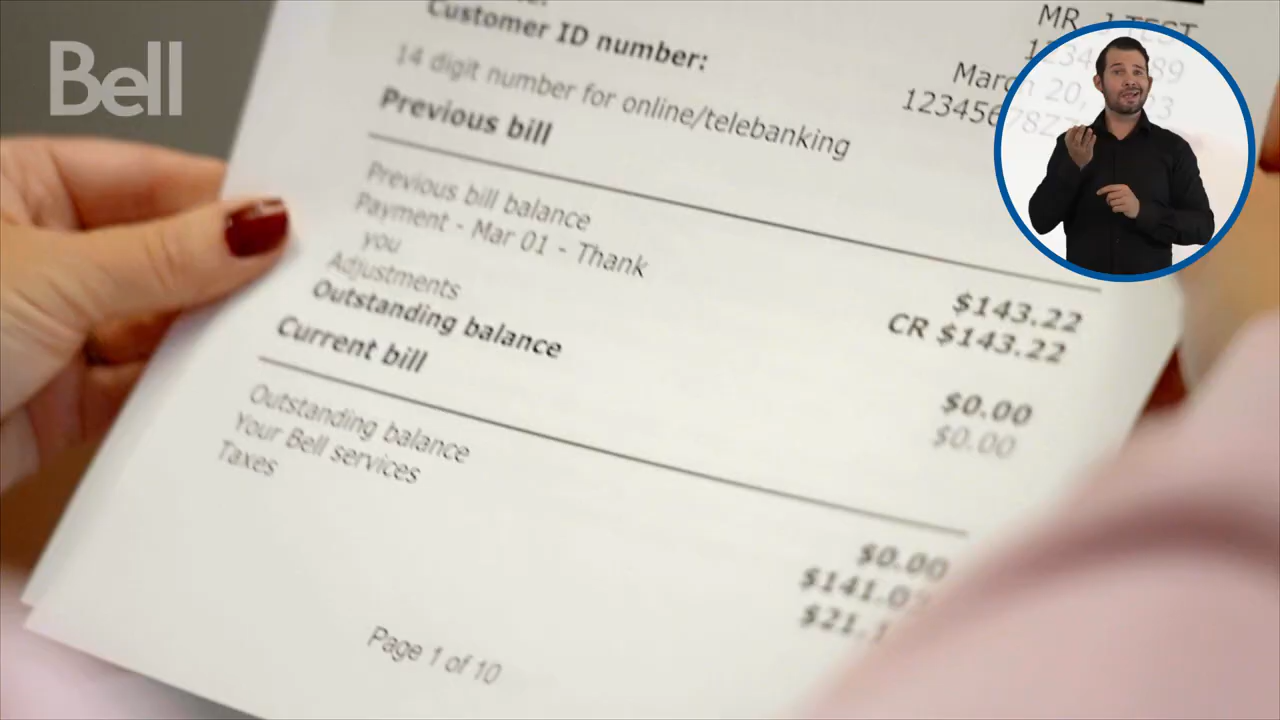 Bell
MR. J TEST
Customer ID number:
14 digit number for online/telebanking
Previous bill
Previous bill balance
$143.22
Payment - Mar 01 - Thank
you
CR $143.22
Adjustments
$0.00
Outstanding balance
$0.00
Current bill
Outstanding balance
$0.00
Your Bell services
Taxes
Page 1 of 10